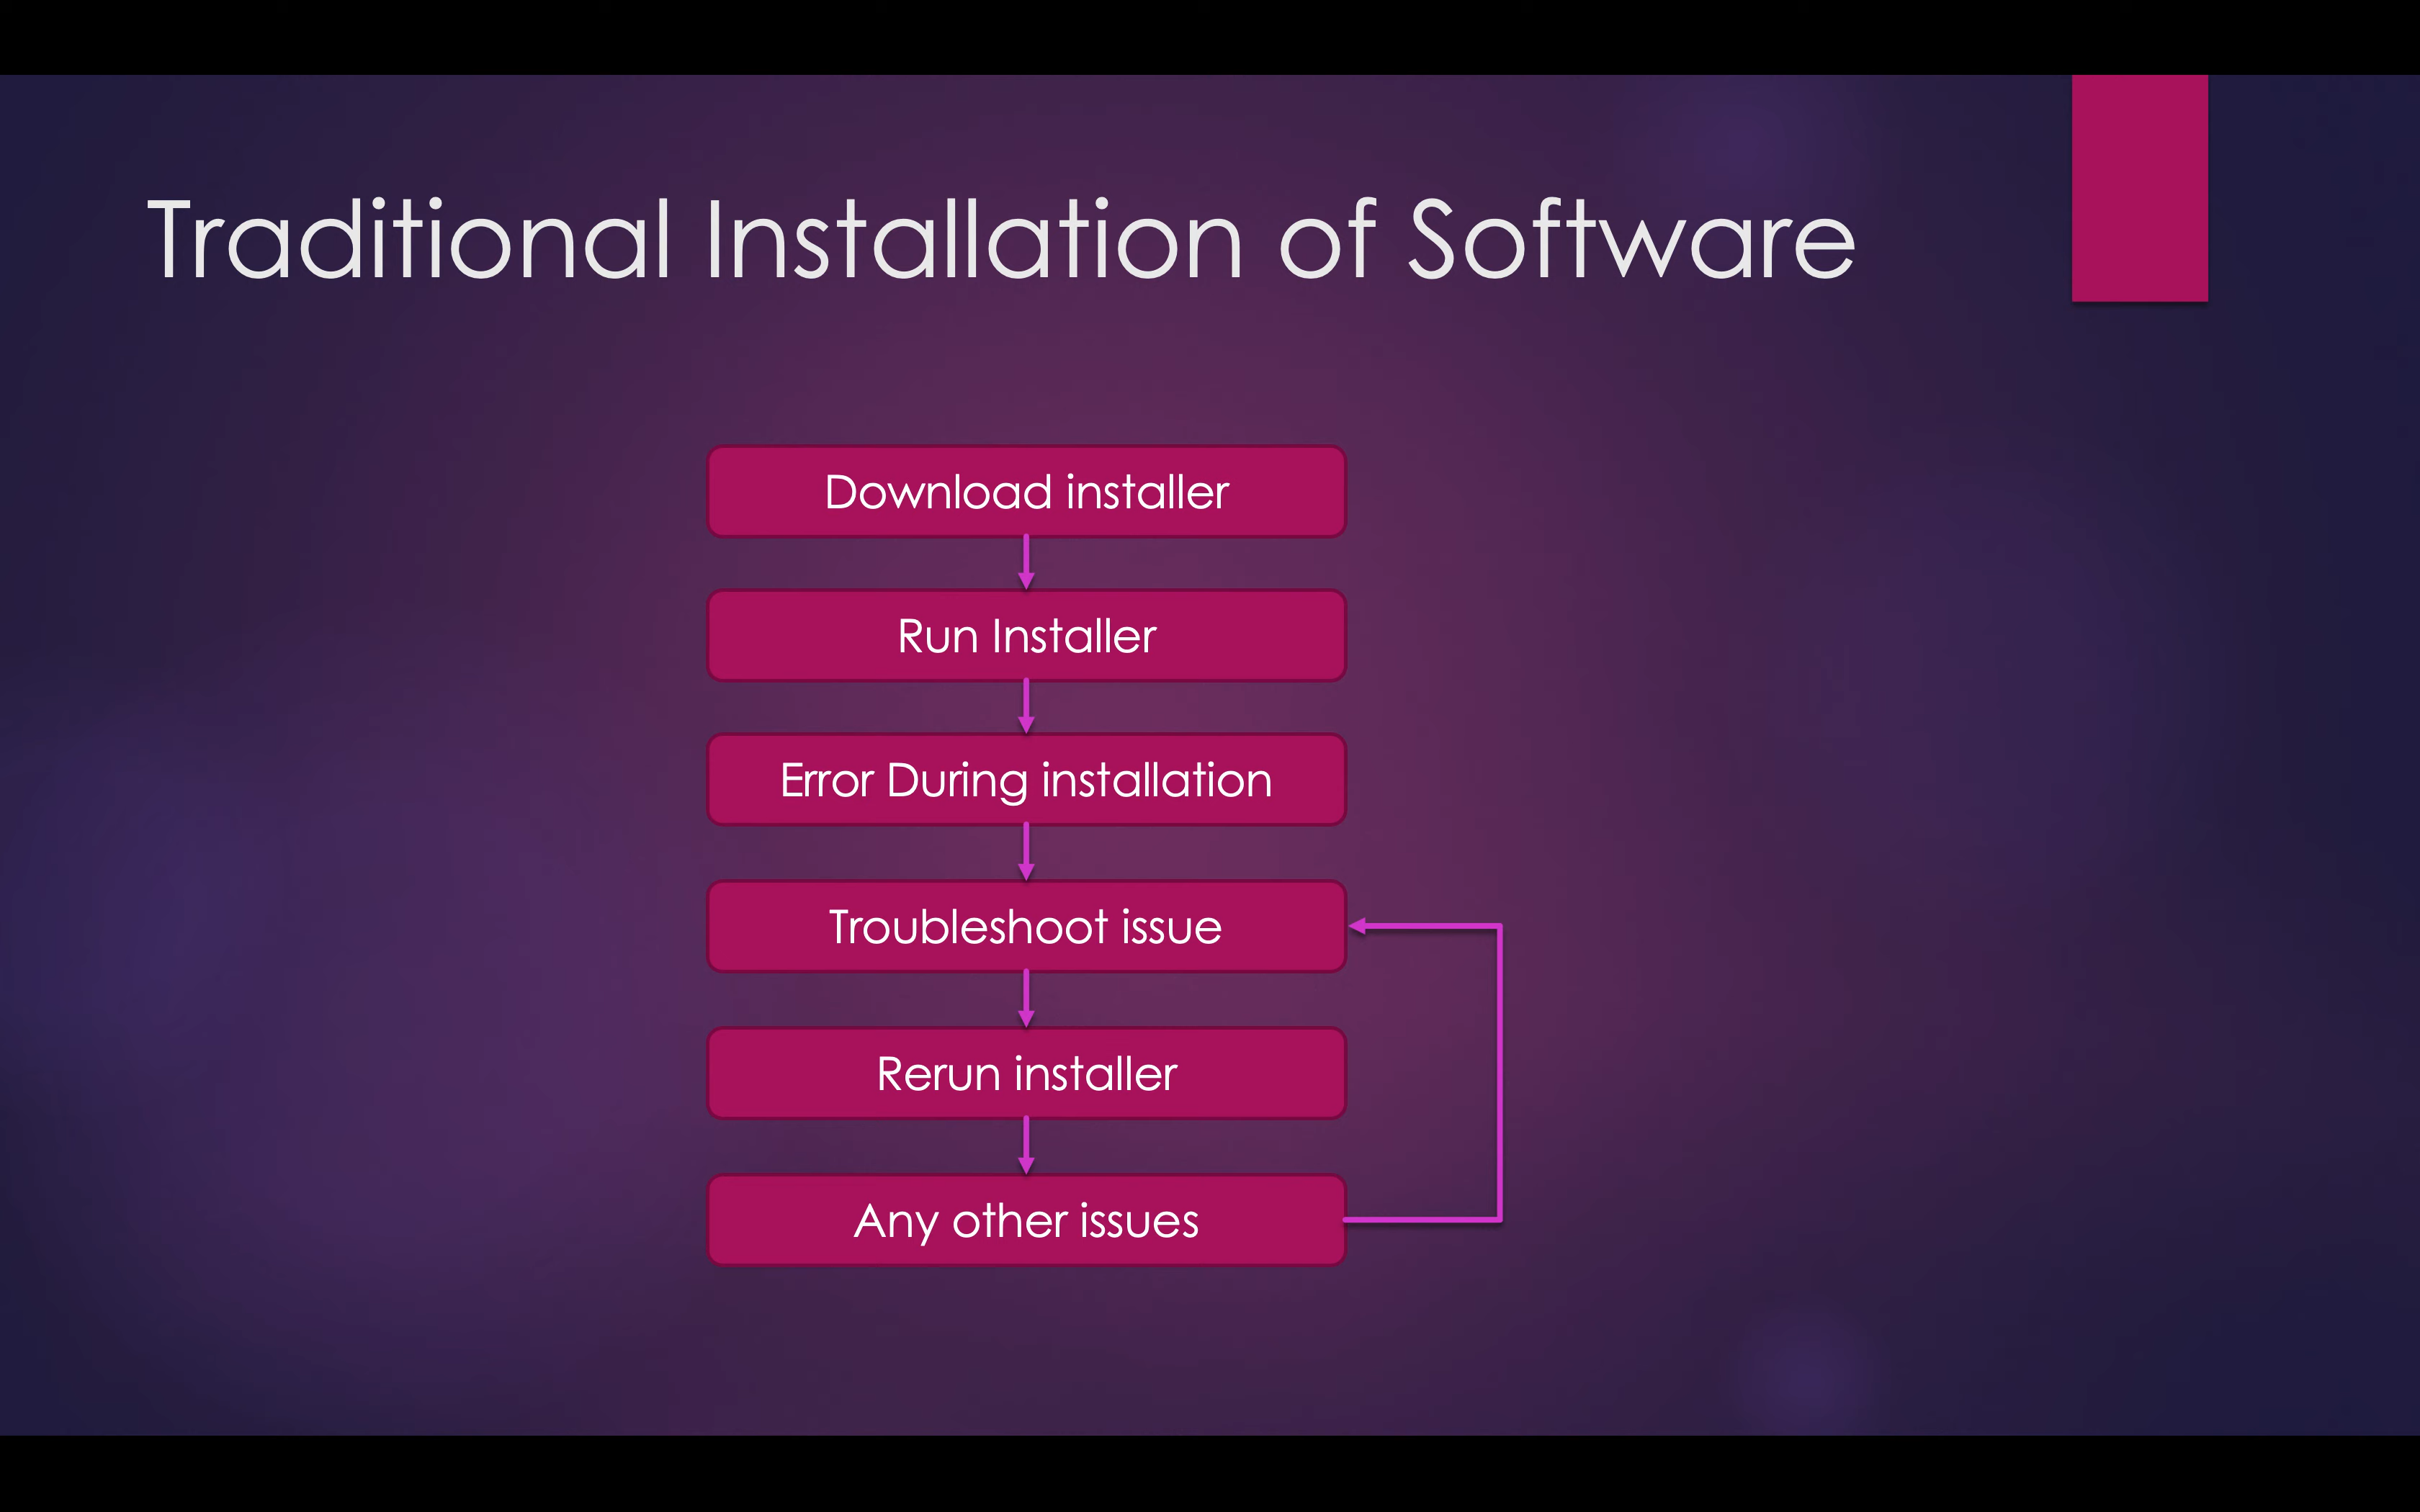 Traditional Installation of Software
Download installer
Run Installer
Error During installation
Troubleshoot issue
Rerun installer
Any other issues